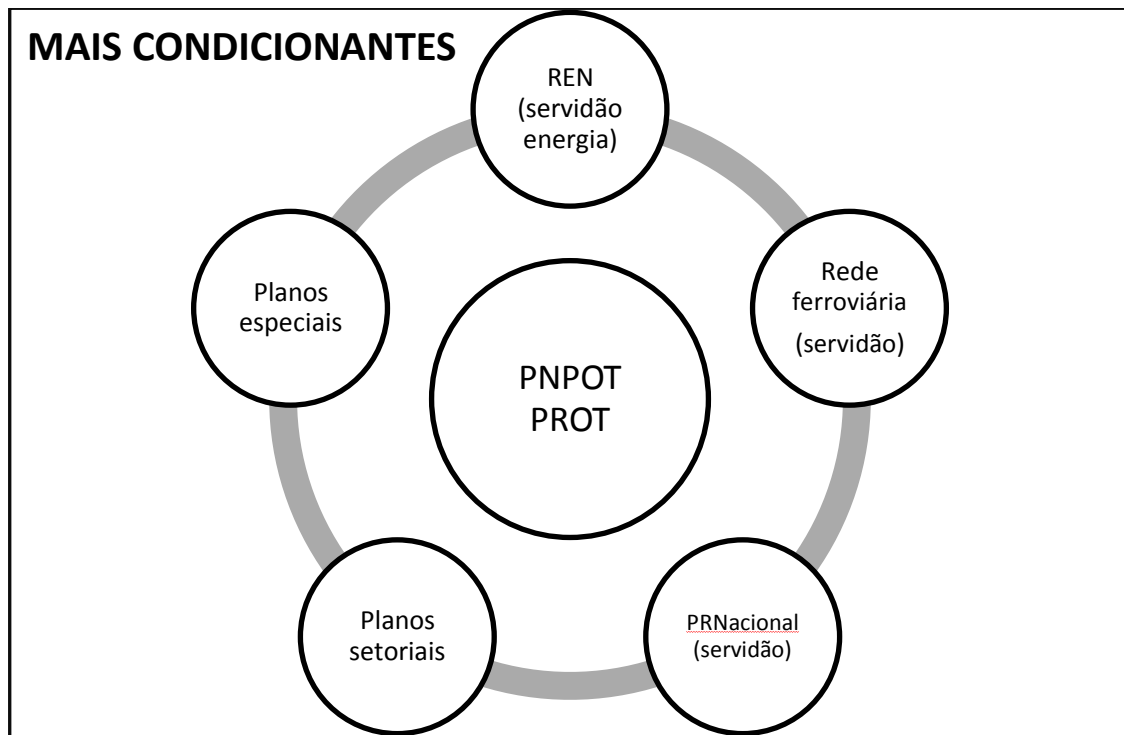 MAIS CONDICIONANTES
REN
(servidão
energia)
Rede
ferroviária
(servidão)
PRNacional
(servidão)
Planos
setoriais
Planos
especiais
PNPOT
PROT